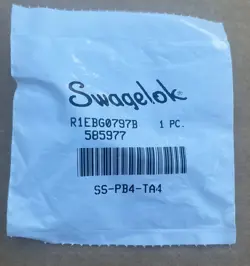 Swagelok®
R1EBG0797B 1 PC.
585977
SS-PB4-TA4